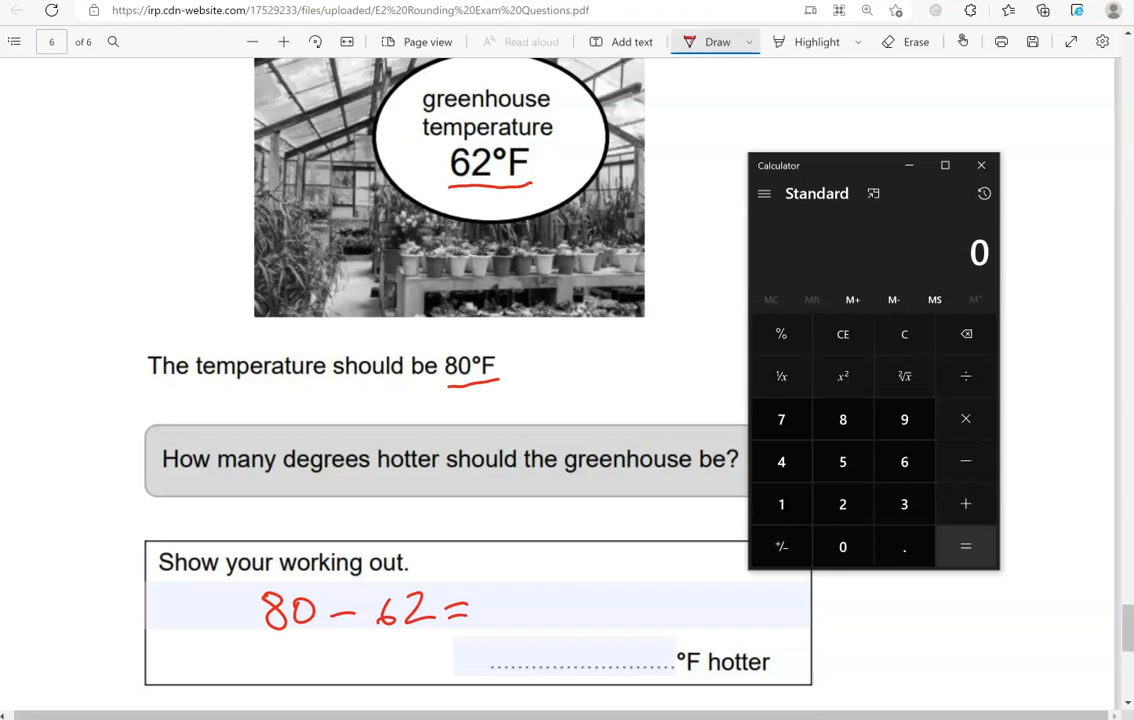 https://irp.cdn-website.com/17529233/files/uploaded/E2%20Rounding%20Exam%20Questions.pdf
6 of 6 Page view Read aloud Add text Draw Highlight Erase
greenhouse
temperature
62°F
The temperature should be 80°F
How many degrees hotter should the greenhouse be?
Show your working out.
80 - 62 =
°F hotter
Calculator
Standard
0
MC MR M+ M- MS M˅
% CE C
¹/x x² ²√x ÷
7 8 9 ×
4 5 6 −
1 2 3 +
+/− 0 . =